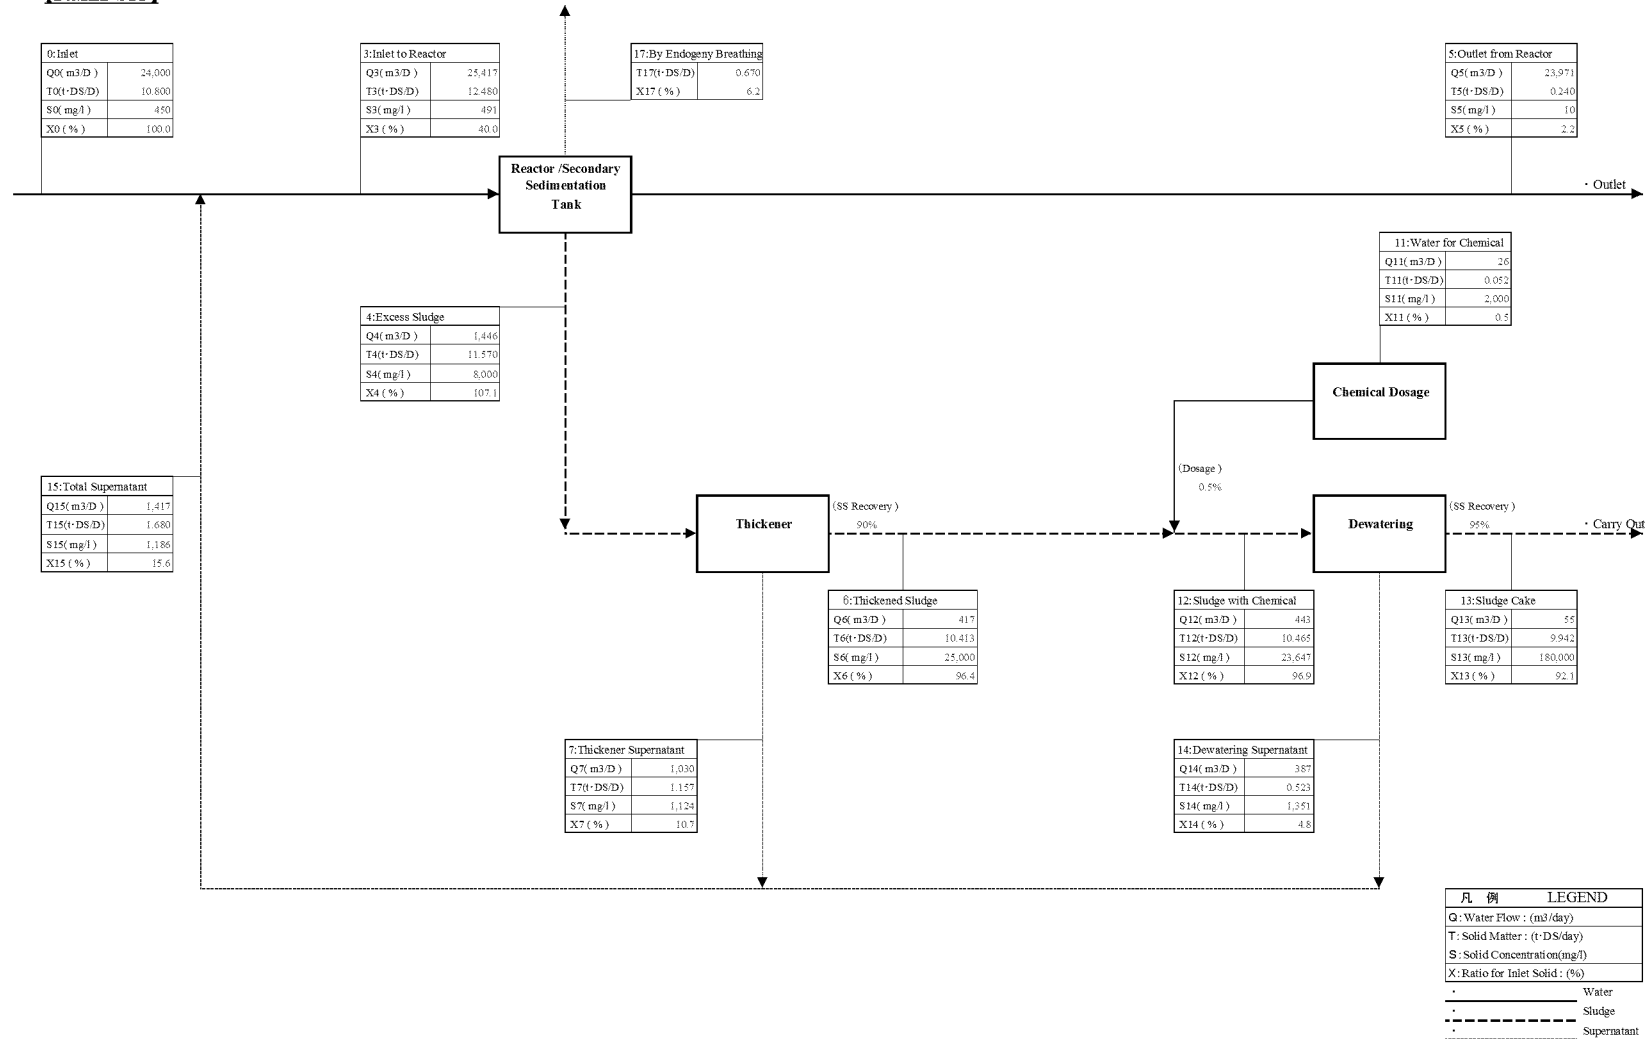 0:Inlet
Q0( m3/D ) 24,000
T0(t·DS/D) 10.800
S0( mg/l ) 450
X0 ( % ) 100.0
3:Inlet to Reactor
Q3( m3/D ) 25,417
T3(t·DS/D) 12.480
S3( mg/l ) 491
X3 ( % ) 40.0
17:By Endogeny Breathing
T17(t·DS/D) 0.670
X17 ( % ) 6.2
5:Outlet from Reactor
Q5( m3/D ) 23,971
T5(t·DS/D) 0.240
S5( mg/l ) 10
X5 ( % ) 2.2
Reactor /Secondary
Sedimentation
Tank
· Outlet
11:Water for Chemical
Q11( m3/D ) 26
T11(t·DS/D) 0.052
S11( mg/l ) 2,000
X11 ( % ) 0.5
4:Excess Sludge
Q4( m3/D ) 1,446
T4(t·DS/D) 11.570
S4( mg/l ) 8,000
X4 ( % ) 107.1
Chemical Dosage
(Dosage )
0.5%
15:Total Supernatant
Q15( m3/D ) 1,417
T15(t·DS/D) 1.680
S15( mg/l ) 1,186
X15 ( % ) 15.6
Thickener
(SS Recovery )
90%
Dewatering
(SS Recovery )
95%
· Carry Out
6:Thickened Sludge
Q6( m3/D ) 417
T6(t·DS/D) 10.413
S6( mg/l ) 25,000
X6 ( % ) 96.4
12:Sludge with Chemical
Q12( m3/D ) 443
T12(t·DS/D) 10.465
S12( mg/l ) 23,647
X12 ( % ) 96.9
13:Sludge Cake
Q13( m3/D ) 55
T13(t·DS/D) 9.942
S13( mg/l ) 180,000
X13 ( % ) 92.1
7:Thickener Supernatant
Q7( m3/D ) 1,030
T7(t·DS/D) 1.157
S7( mg/l ) 1,124
X7 ( % ) 10.7
14:Dewatering Supernatant
Q14( m3/D ) 387
T14(t·DS/D) 0.523
S14( mg/l ) 1,351
X14 ( % ) 4.8
凡 例 LEGEND
Q:Water Flow : (m3/day)
T:Solid Matter : (t·DS/day)
S:Solid Concentration(mg/l)
X:Ratio for Inlet Solid : (%)
· Water
· Sludge
· Supernatant